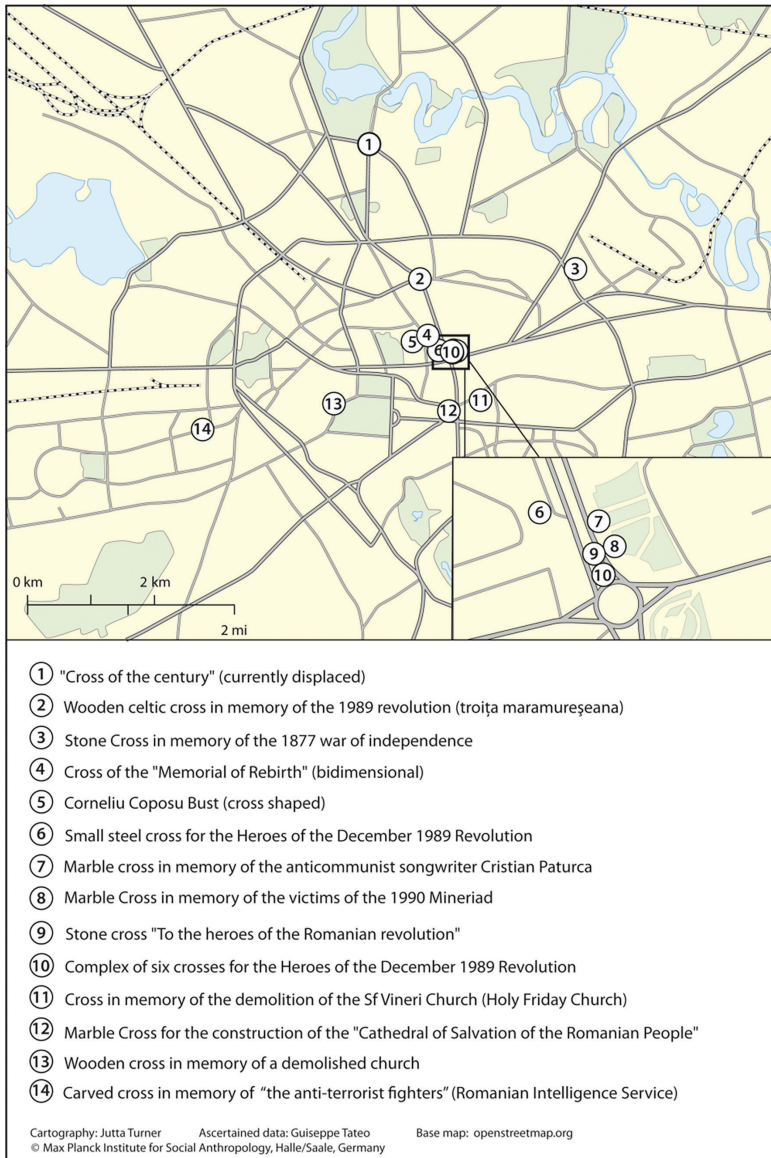 1
3
2
4
5
6
10
11
12
13
14
6
7
8
9
10
0 km 2 km
2 mi
1 "Cross of the century" (currently displaced)
2 Wooden celtic cross in memory of the 1989 revolution (troița maramureşeana)
3 Stone Cross in memory of the 1877 war of independence
4 Cross of the "Memorial of Rebirth" (bidimensional)
5 Corneliu Coposu Bust (cross shaped)
6 Small steel cross for the Heroes of the December 1989 Revolution
7 Marble cross in memory of the anticommunist songwriter Cristian Paturca
8 Marble Cross in memory of the victims of the 1990 Mineriad
9 Stone cross "To the heroes of the Romanian revolution"
10 Complex of six crosses for the Heroes of the December 1989 Revolution
11 Cross in memory of the demolition of the Sf Vineri Church (Holy Friday Church)
12 Marble Cross for the construction of the "Cathedral of Salvation of the Romanian People"
13 Wooden cross in memory of a demolished church
14 Carved cross in memory of “the anti-terrorist fighters” (Romanian Intelligence Service)
Cartography: Jutta Turner Ascertained data: Guiseppe Tateo Base map: openstreetmap.org
© Max Planck Institute for Social Anthropology, Halle/Saale, Germany